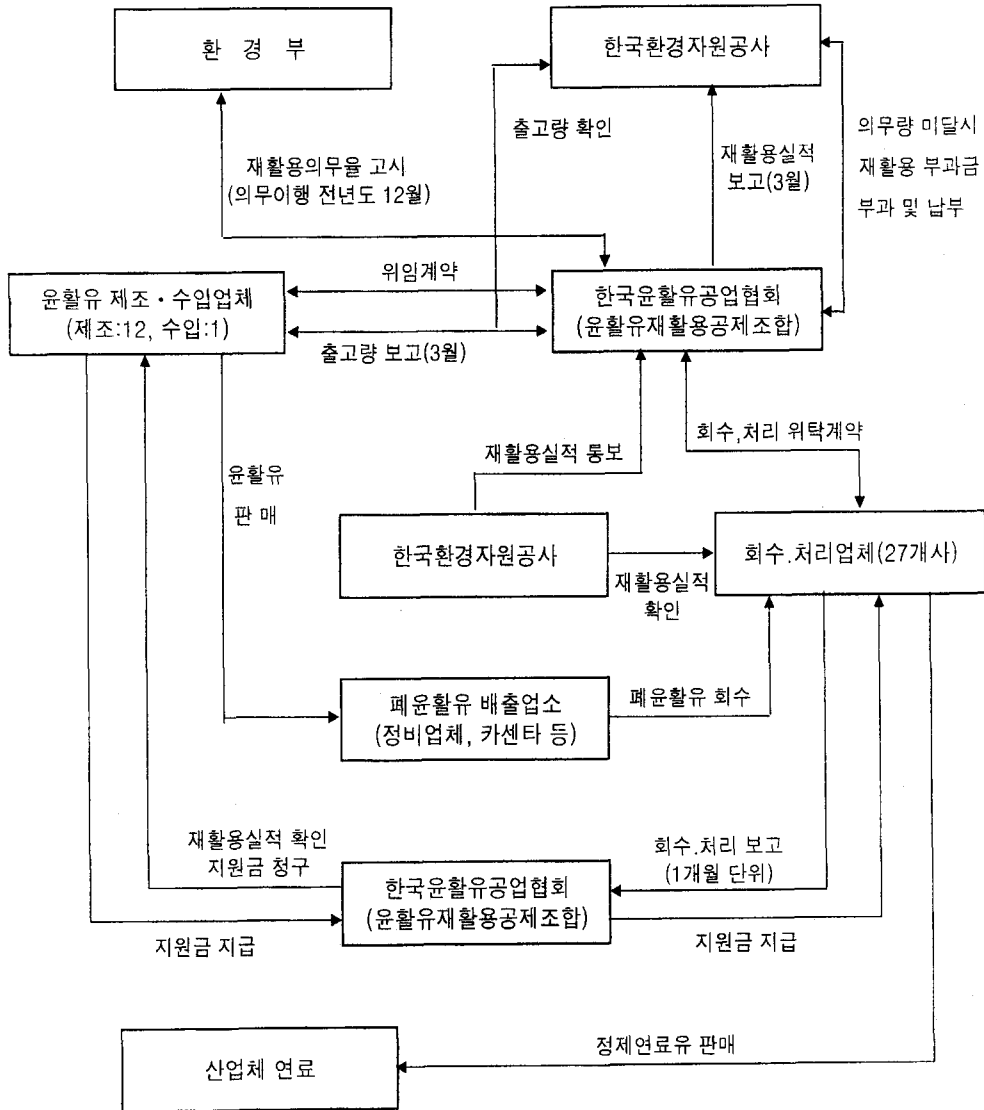 환 경 부
한국환경자원공사
출고량 확인
의무량 미달시
재활용 부과금
부과 및 납부
재활용의무율 고시
(의무이행 전년도 12월)
재활용실적
보고(3월)
위임계약
윤활유 제조・수입업체
(제조:12, 수입:1)
한국윤활유공업협회
(윤활유재활용공제조합)
출고량 보고(3월)
회수,처리 위탁계약
재활용실적 통보
윤활유
판 매
한국환경자원공사
회수.처리업체(27개사)
재활용실적
확인
폐윤활유 배출업소
(정비업체, 카센타 등)
폐윤활유 회수
재활용실적 확인
지원금 청구
회수.처리 보고
(1개월 단위)
한국윤활유공업협회
(윤활유재활용공제조합)
지원금 지급
지원금 지급
정제연료유 판매
산업체 연료